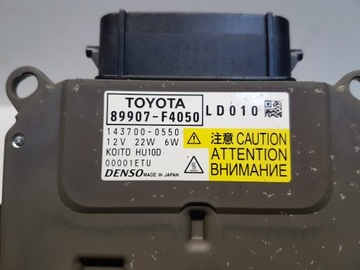 TOYOTA
89907-F4050 LD010
143700-0550
12V 22W 6W
KOITO HU10D
00001ETU
DENSO MADE IN JAPAN
注意 CAUTION
ATTENTION
ВНИМАНИЕ